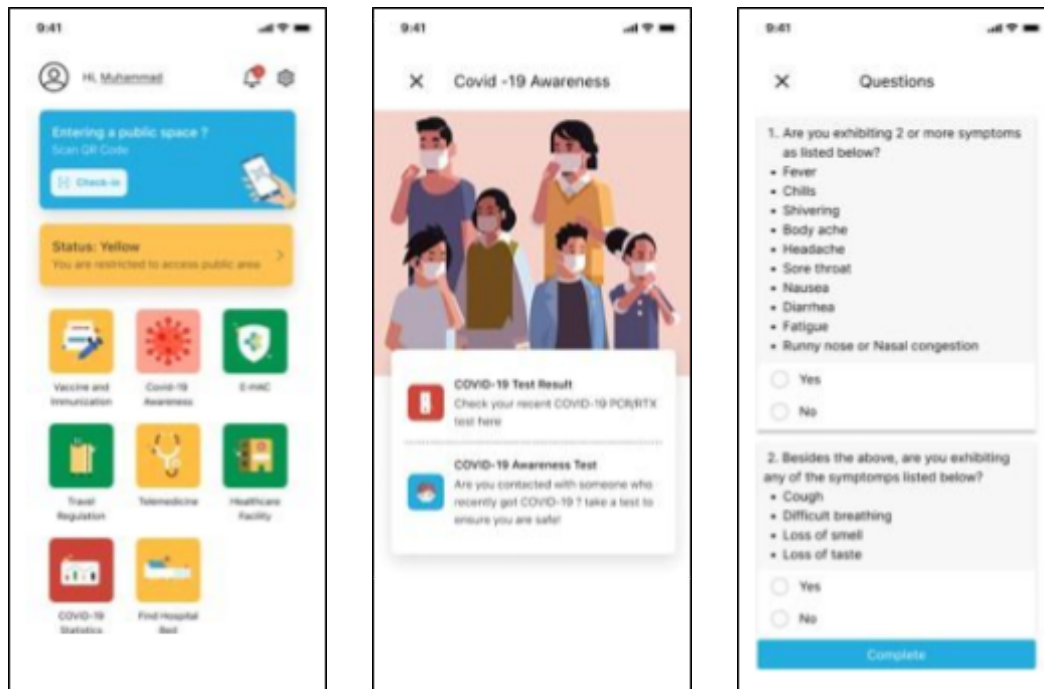 9:41
Hi, Muhammad
Entering a public space ?
Scan QR Code
Check-in
Status: Yellow
You are restricted to access public area
Vaccine and
Immunization
Covid-19
Awareness
E-HAC
Travel
Regulation
Telemedicine
Healthcare
Facility
COVID-19
Statistics
Find Hospital
Bed
9:41
Covid -19 Awareness
COVID-19 Test Result
Check your recent COVID-19 PCR/RTX
test here
COVID-19 Awareness Test
Are you contacted with someone who
recently got COVID-19 ? take a test to
ensure you are safe!
9:41
Questions
1. Are you exhibiting 2 or more symptoms
as listed below?
• Fever
• Chills
• Shivering
• Body ache
• Headache
• Sore throat
• Nausea
• Diarrhea
• Fatigue
• Runny nose or Nasal congestion
Yes
No
2. Besides the above, are you exhibiting
any of the symptomps listed below?
• Cough
• Difficult breathing
• Loss of smell
• Loss of taste
Yes
No
Complete